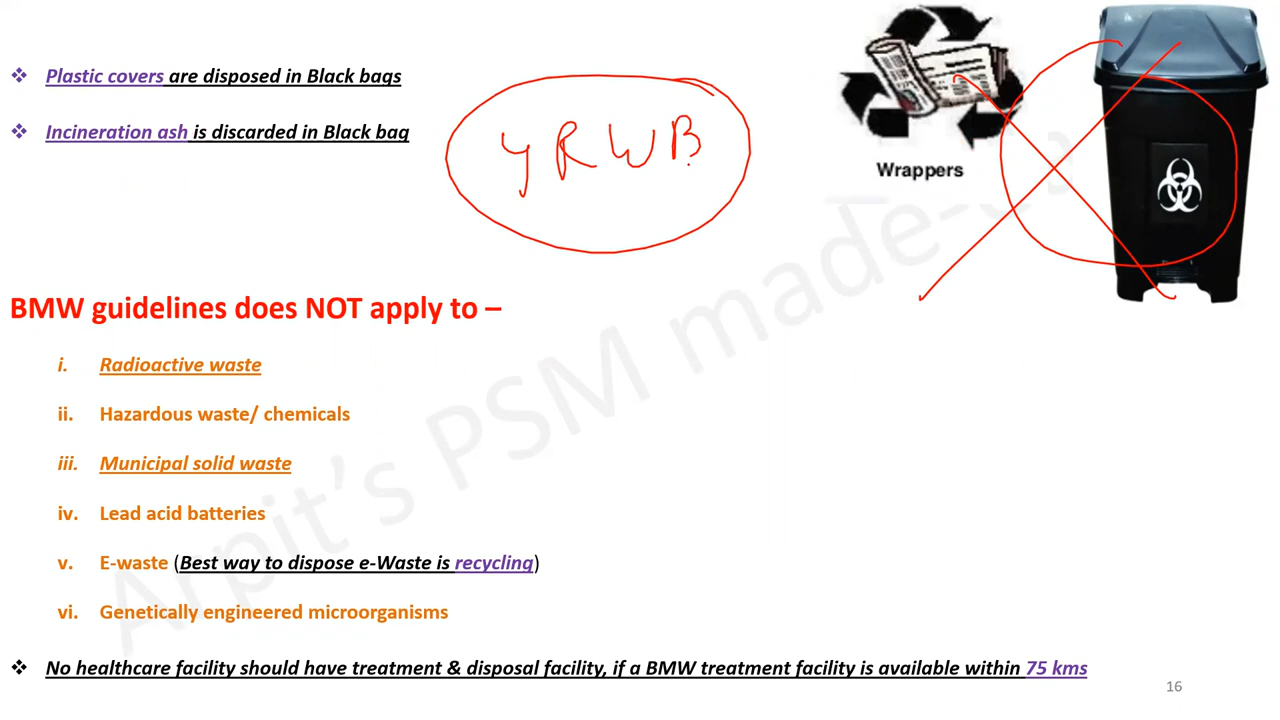 ❖ Plastic covers are disposed in Black bags
❖ Incineration ash is discarded in Black bag
Y R W B
Wrappers
BMW guidelines does NOT apply to –
i. Radioactive waste
ii. Hazardous waste/ chemicals
iii. Municipal solid waste
iv. Lead acid batteries
v. E-waste (Best way to dispose e-Waste is recycling)
vi. Genetically engineered microorganisms
❖ No healthcare facility should have treatment & disposal facility, if a BMW treatment facility is available within 75 kms
16
Arpit's PSM made-